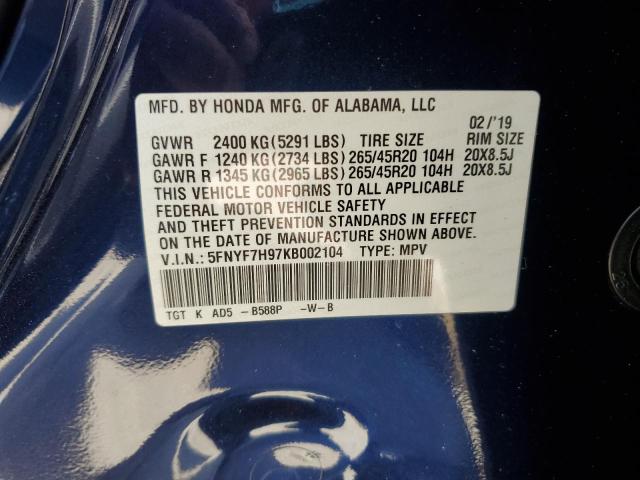 MFD. BY HONDA MFG. OF ALABAMA, LLC
02/'19
GVWR 2400 KG (5291 LBS) TIRE SIZE RIM SIZE
GAWR F 1240 KG (2734 LBS) 265/45R20 104H 20X8.5J
GAWR R 1345 KG (2965 LBS) 265/45R20 104H 20X8.5J
THIS VEHICLE CONFORMS TO ALL APPLICABLE
FEDERAL MOTOR VEHICLE SAFETY
AND THEFT PREVENTION STANDARDS IN EFFECT
ON THE DATE OF MANUFACTURE SHOWN ABOVE.
V.I.N.: 5FNYF7H97KB002104 TYPE: MPV
TGT K AD5 - B588P -W-B